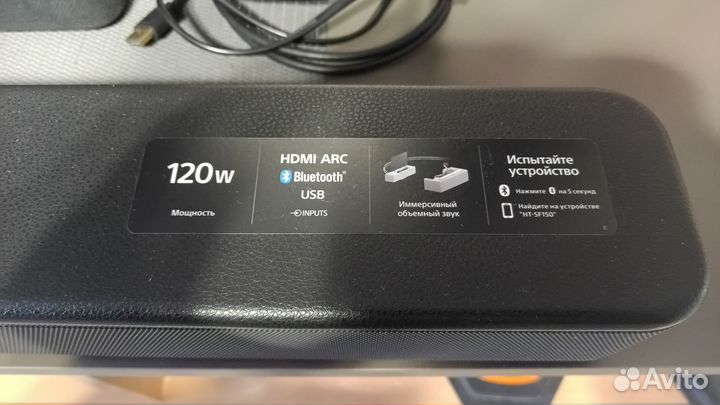 120W
Мощность
HDMI ARC
Bluetooth®
USB
INPUTS
Иммерсивный
объемный звук
Испытайте
устройство
Нажмите на 5 секунд
Найдите на устройстве
"HT-SF150"
Avito